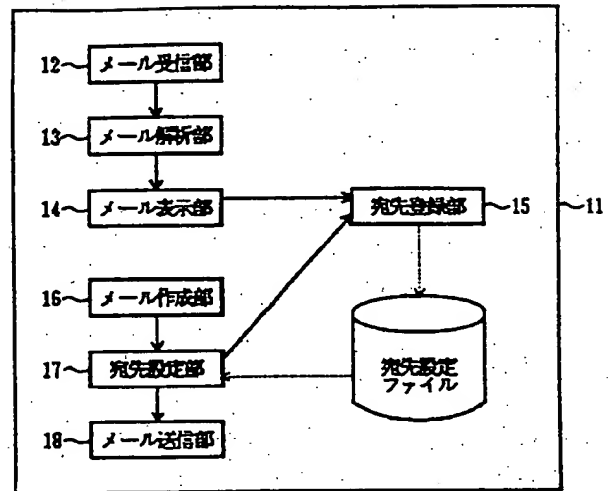 12 メール受信部
13 メール解析部
14 メール表示部
宛先登録部 15
11
16 メール作成部
17 宛先設定部
宛先設定
ファイル
18 メール送信部